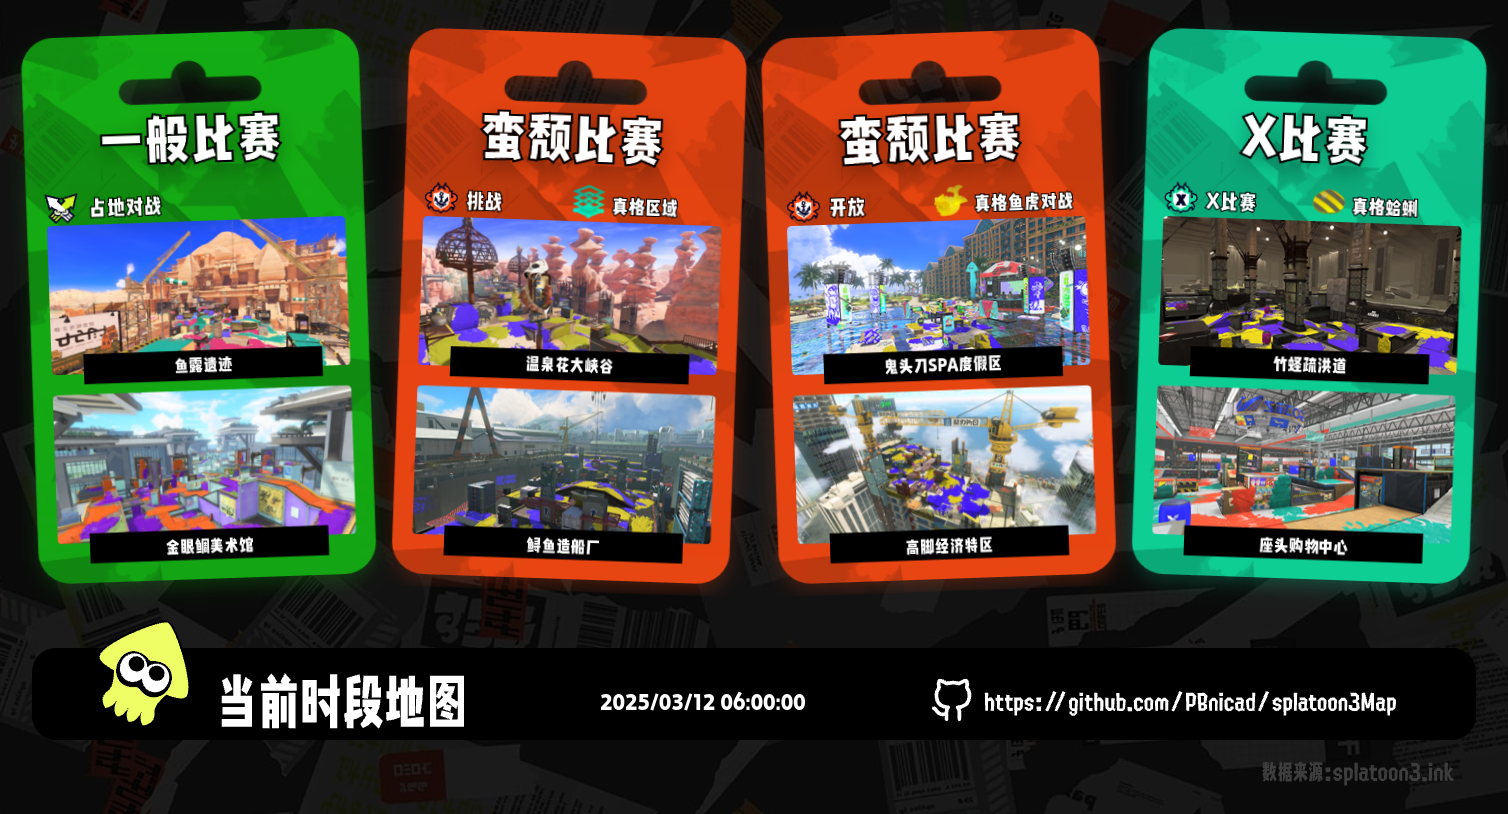 一般比赛
占地对战
鱼露遗迹
金眼鲷美术馆
蛮颓比赛
挑战
真格区域
温泉花大峡谷
鲟鱼造船厂
蛮颓比赛
开放
真格鱼虎对战
鬼头刀SPA度假区
高脚经济特区
X比赛
X比赛
真格蛤蜊
竹蛏疏洪道
座头购物中心
当前时段地图
2025/03/12 06:00:00
https://github.com/PBnicad/splatoon3Map
数据来源:splatoon3.ink